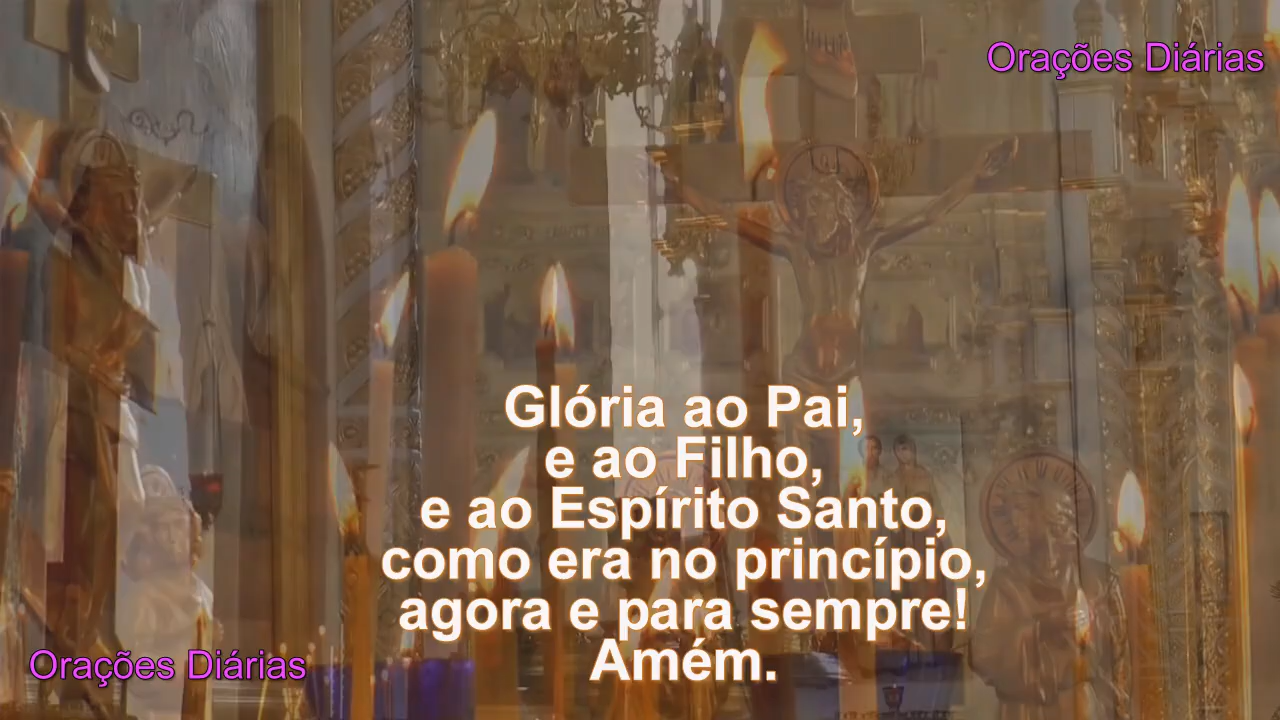 Orações Diárias
Glória ao Pai,
e ao Filho,
e ao Espírito Santo,
como era no princípio,
agora e para sempre!
Amém.
Orações Diárias